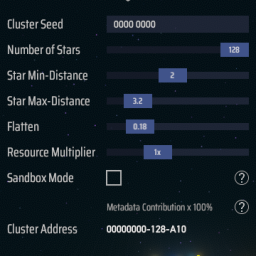 Cluster Seed 0000 0000
Number of Stars 128
Star Min-Distance 2
Star Max-Distance 3.2
Flatten 0.18
Resource Multiplier 1x
Sandbox Mode ?
Metadata Contribution x 100% ?
Cluster Address 00000000-128-A10